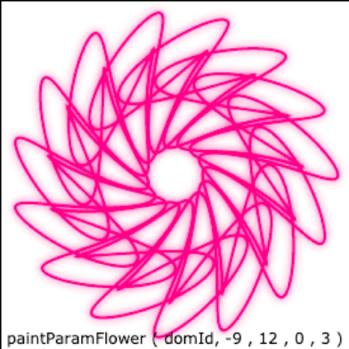 paintParamFlower ( domId, -9 , 12 , 0 , 3 )